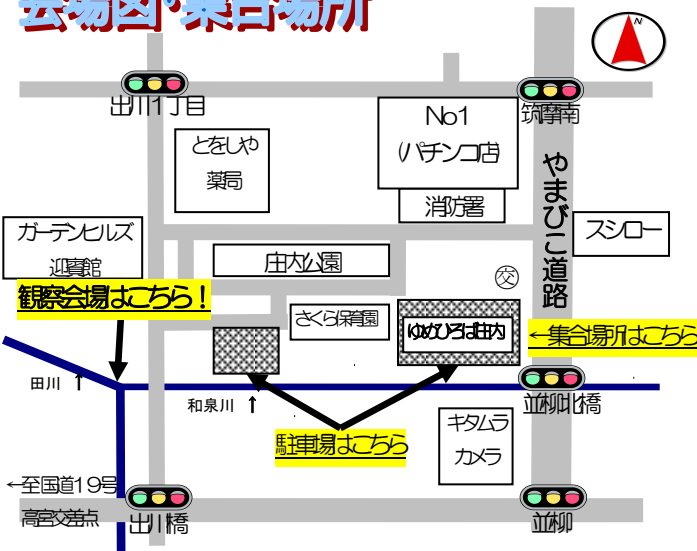 会場図・集合場所
N
出川1丁目
筑摩南
No1
(パチンコ店)
とをしや
薬局
消防署
やまびこ道路
スシロー
ガーデンヒルズ
迎賓館
庄内公園
交
観察会場はこちら！
さくら保育園
ゆめひろば庄内
←集合場所はこちら
田川 ↑
和泉川 ↑
並柳北橋
駐車場はこちら
キタムラ
カメラ
←至国道19号
高宮交差点
出川橋
並柳